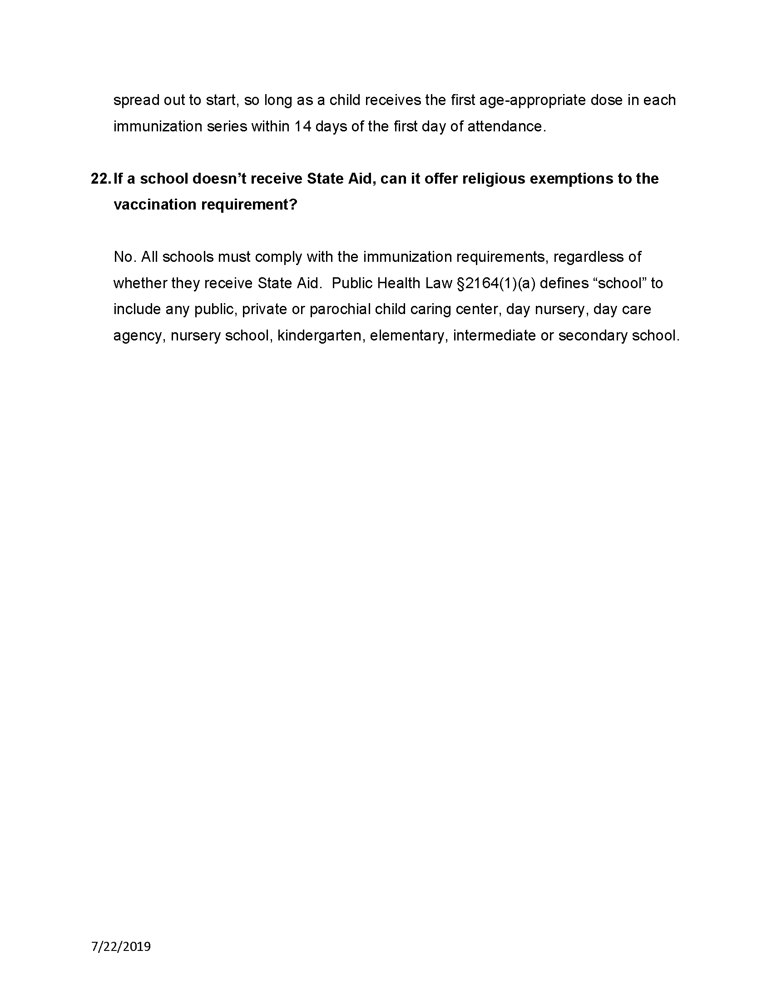 spread out to start, so long as a child receives the first age-appropriate dose in each
immunization series within 14 days of the first day of attendance.
22. If a school doesn’t receive State Aid, can it offer religious exemptions to the
vaccination requirement?
No. All schools must comply with the immunization requirements, regardless of
whether they receive State Aid.  Public Health Law §2164(1)(a) defines “school” to
include any public, private or parochial child caring center, day nursery, day care
agency, nursery school, kindergarten, elementary, intermediate or secondary school.
7/22/2019